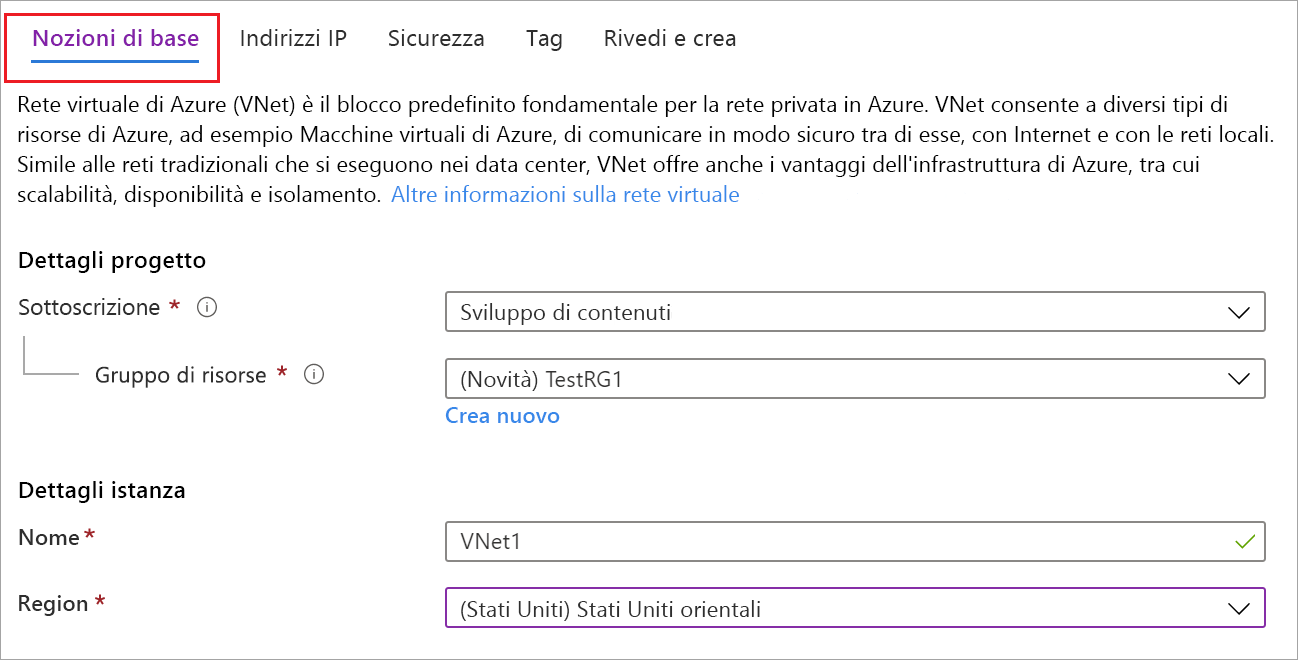 Nozioni di base Indirizzi IP Sicurezza Tag Rivedi e crea
Rete virtuale di Azure (VNet) è il blocco predefinito fondamentale per la rete privata in Azure. VNet consente a diversi tipi di
risorse di Azure, ad esempio Macchine virtuali di Azure, di comunicare in modo sicuro tra di esse, con Internet e con le reti locali.
Simile alle reti tradizionali che si eseguono nei data center, VNet offre anche i vantaggi dell'infrastruttura di Azure, tra cui
scalabilità, disponibilità e isolamento. Altre informazioni sulla rete virtuale
Dettagli progetto
Sottoscrizione * Sviluppo di contenuti
Gruppo di risorse * (Novità) TestRG1
Crea nuovo
Dettagli istanza
Nome * VNet1
Region * (Stati Uniti) Stati Uniti orientali